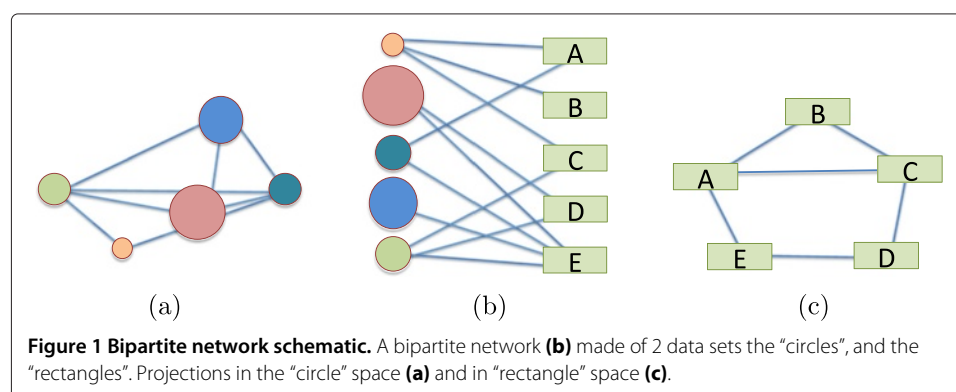 A
B
C
D
E
B
A
C
E
D
(a)
(b)
(c)
Figure 1 Bipartite network schematic. A bipartite network (b) made of 2 data sets the “circles”, and the
“rectangles”. Projections in the “circle” space (a) and in “rectangle” space (c).